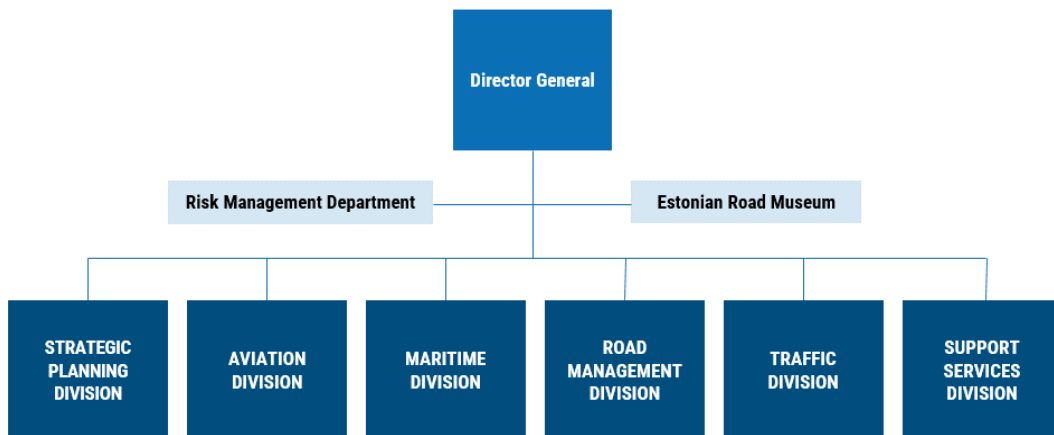 Director General
Risk Management Department
Estonian Road Museum
STRATEGIC
PLANNING
DIVISION
AVIATION
DIVISION
MARITIME
DIVISION
ROAD
MANAGEMENT
DIVISION
TRAFFIC
DIVISION
SUPPORT
SERVICES
DIVISION